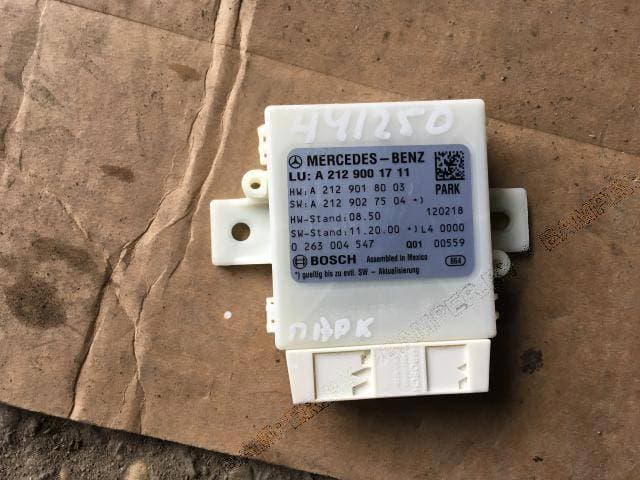 Н41250
MERCEDES-BENZ
LU: A 212 900 17 11
HW: A 212 901 80 03
PARK
SW: A 212 902 75 04 *)
HW-Stand: 08.50
120218
SW-Stand: 11.20.00 *) L4 0000
0 263 004 547 Q01 00559
BOSCH Assembled in Mexico 864
*) gueltig bis zu evtl. SW - Aktualisierung
ПАРК